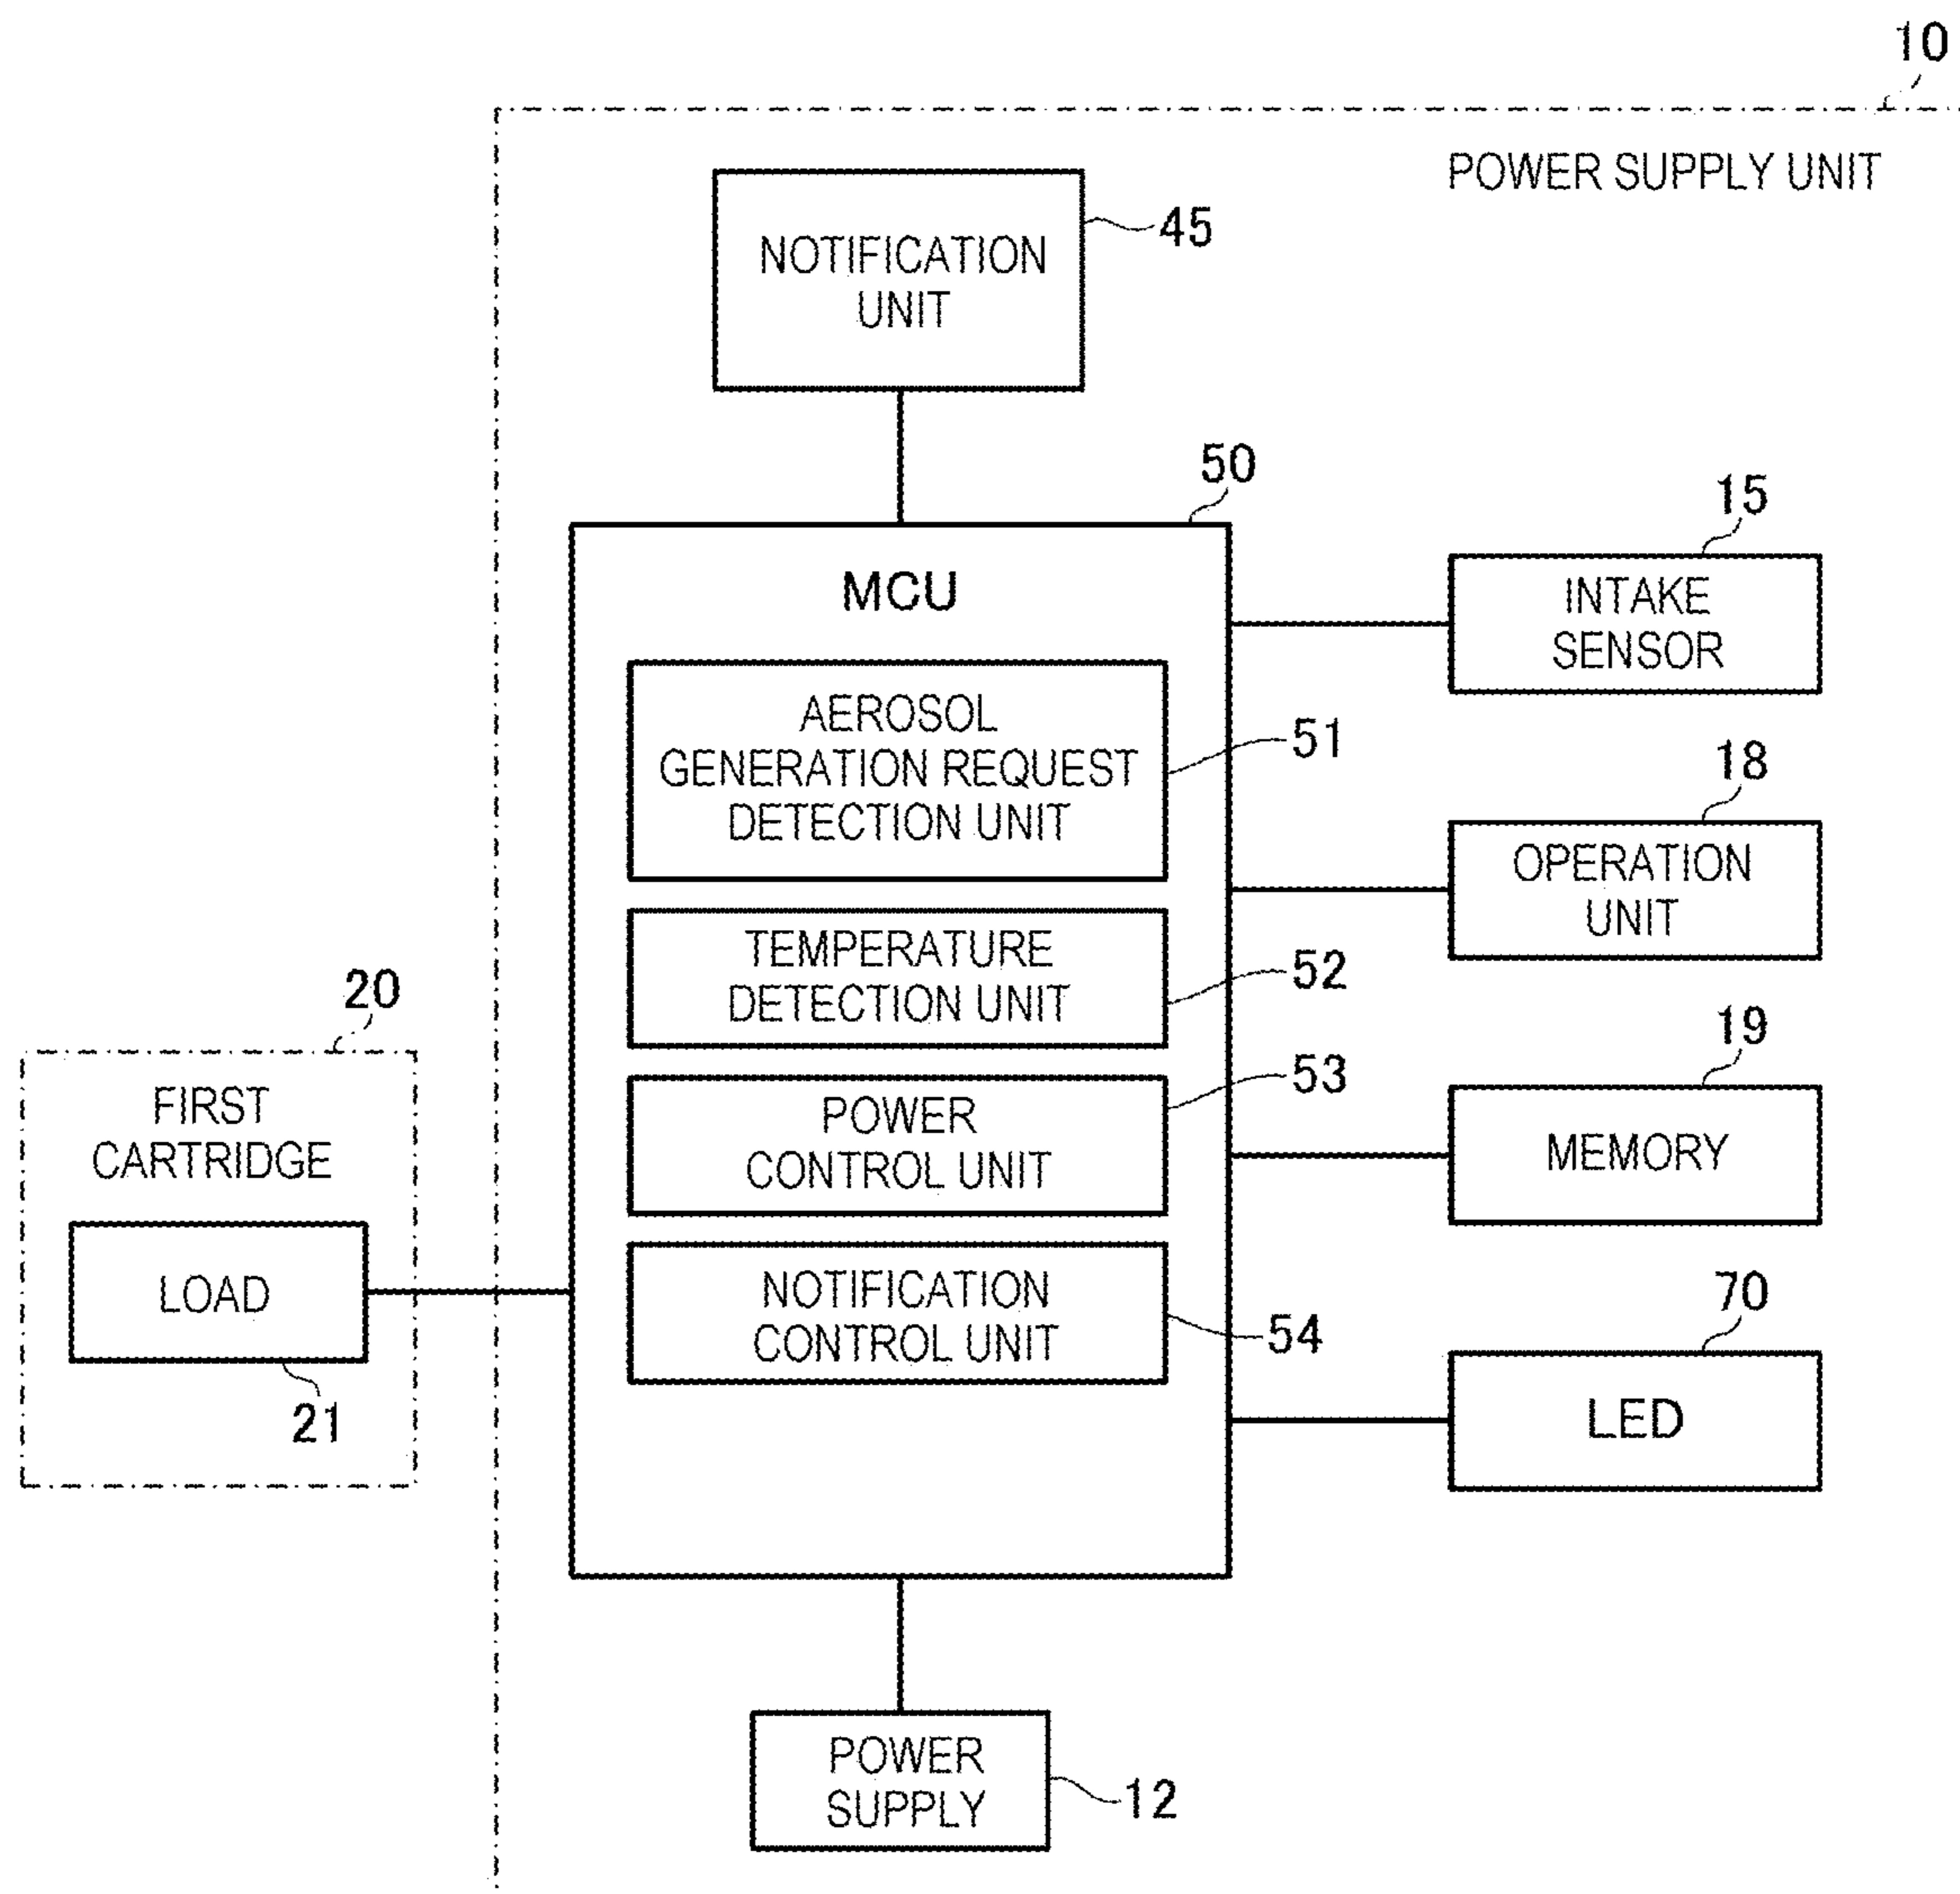 10
POWER SUPPLY UNIT
NOTIFICATION
UNIT
45
50
MCU
15
INTAKE
SENSOR
AEROSOL
GENERATION REQUEST
DETECTION UNIT
51
18
OPERATION
UNIT
TEMPERATURE
DETECTION UNIT
52
20
FIRST
CARTRIDGE
LOAD
21
POWER
CONTROL UNIT
53
19
MEMORY
NOTIFICATION
CONTROL UNIT
54
70
LED
POWER
SUPPLY
12